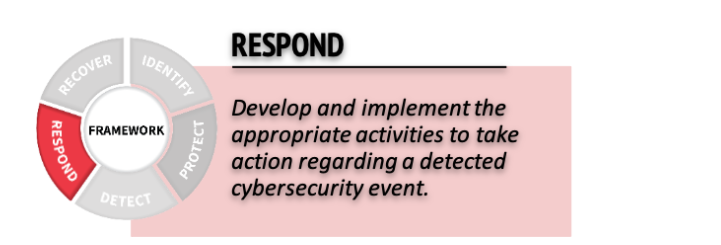 RESPOND
RECOVER
IDENTIFY
FRAMEWORK
RESPOND
PROTECT
DETECT
Develop and implement the
appropriate activities to take
action regarding a detected
cybersecurity event.